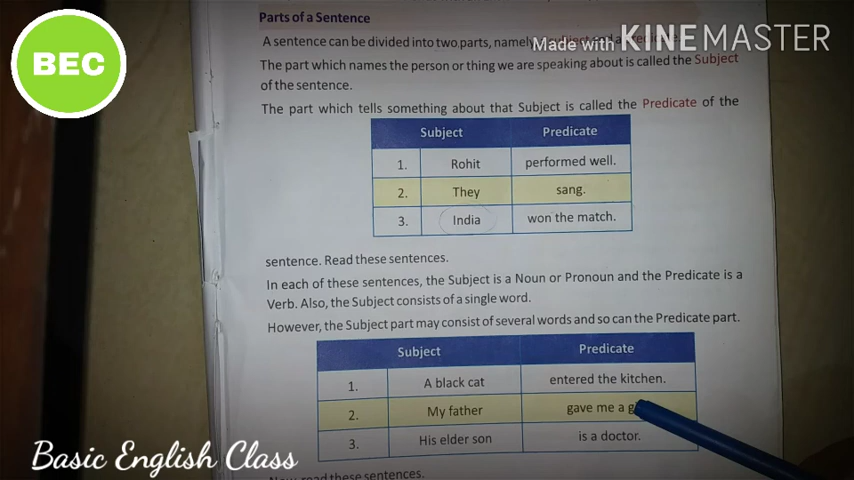 BEC
Made with KINEMASTER
Parts of a Sentence
A sentence can be divided into two parts, namely
The part which names the person or thing we are speaking about is called the Subject
of the sentence.
The part which tells something about that Subject is called the Predicate of the
Subject Predicate
1. Rohit performed well.
2. They sang.
3. India won the match.
sentence. Read these sentences.
In each of these sentences, the Subject is a Noun or Pronoun and the Predicate is a
Verb. Also, the Subject consists of a single word.
However, the Subject part may consist of several words and so can the Predicate part.
Subject Predicate
1. A black cat entered the kitchen.
2. My father gave me a
3. His elder son is a doctor.
Now read these sentences.
Basic English Class